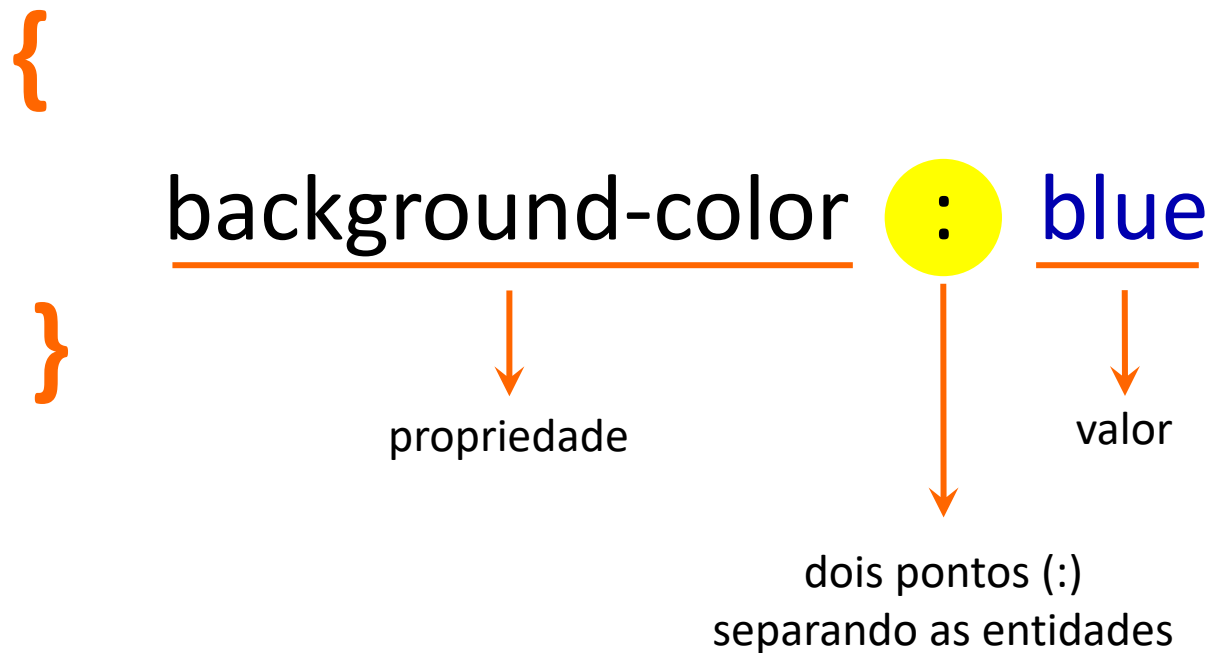 {
background-color : blue
}
propriedade
valor
dois pontos (:)
separando as entidades